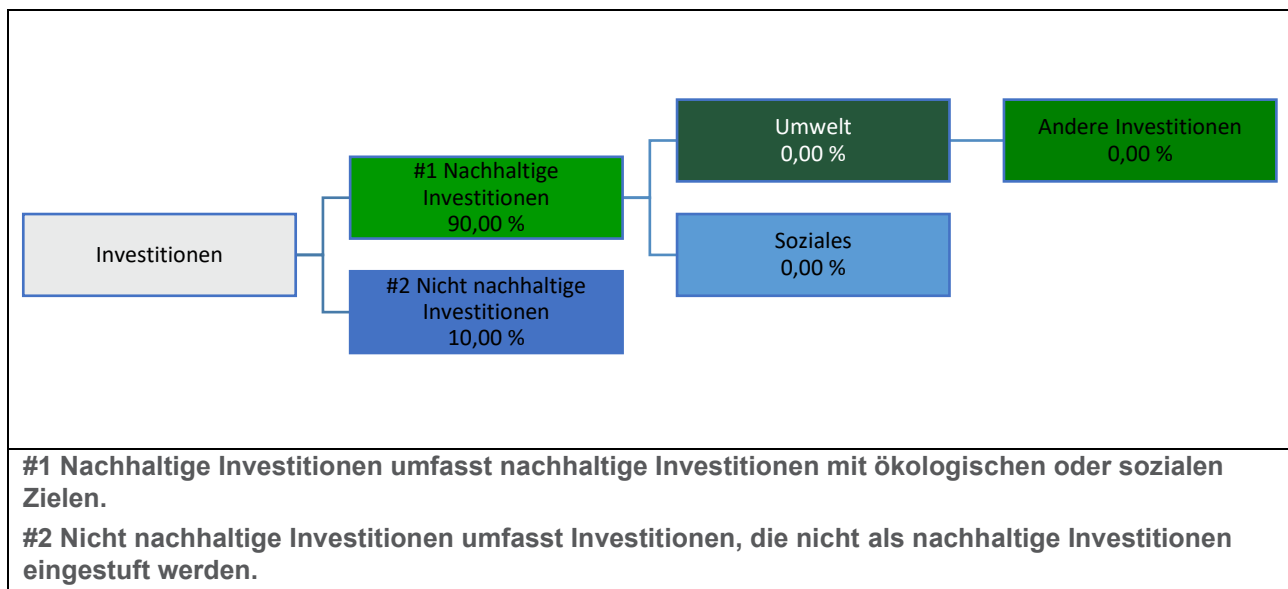 Umwelt
0,00 %
Andere Investitionen
0,00 %
#1 Nachhaltige
Investitionen
90,00 %
Investitionen
Soziales
0,00 %
#2 Nicht nachhaltige
Investitionen
10,00 %
#1 Nachhaltige Investitionen umfasst nachhaltige Investitionen mit ökologischen oder sozialen
Zielen.
#2 Nicht nachhaltige Investitionen umfasst Investitionen, die nicht als nachhaltige Investitionen
eingestuft werden.